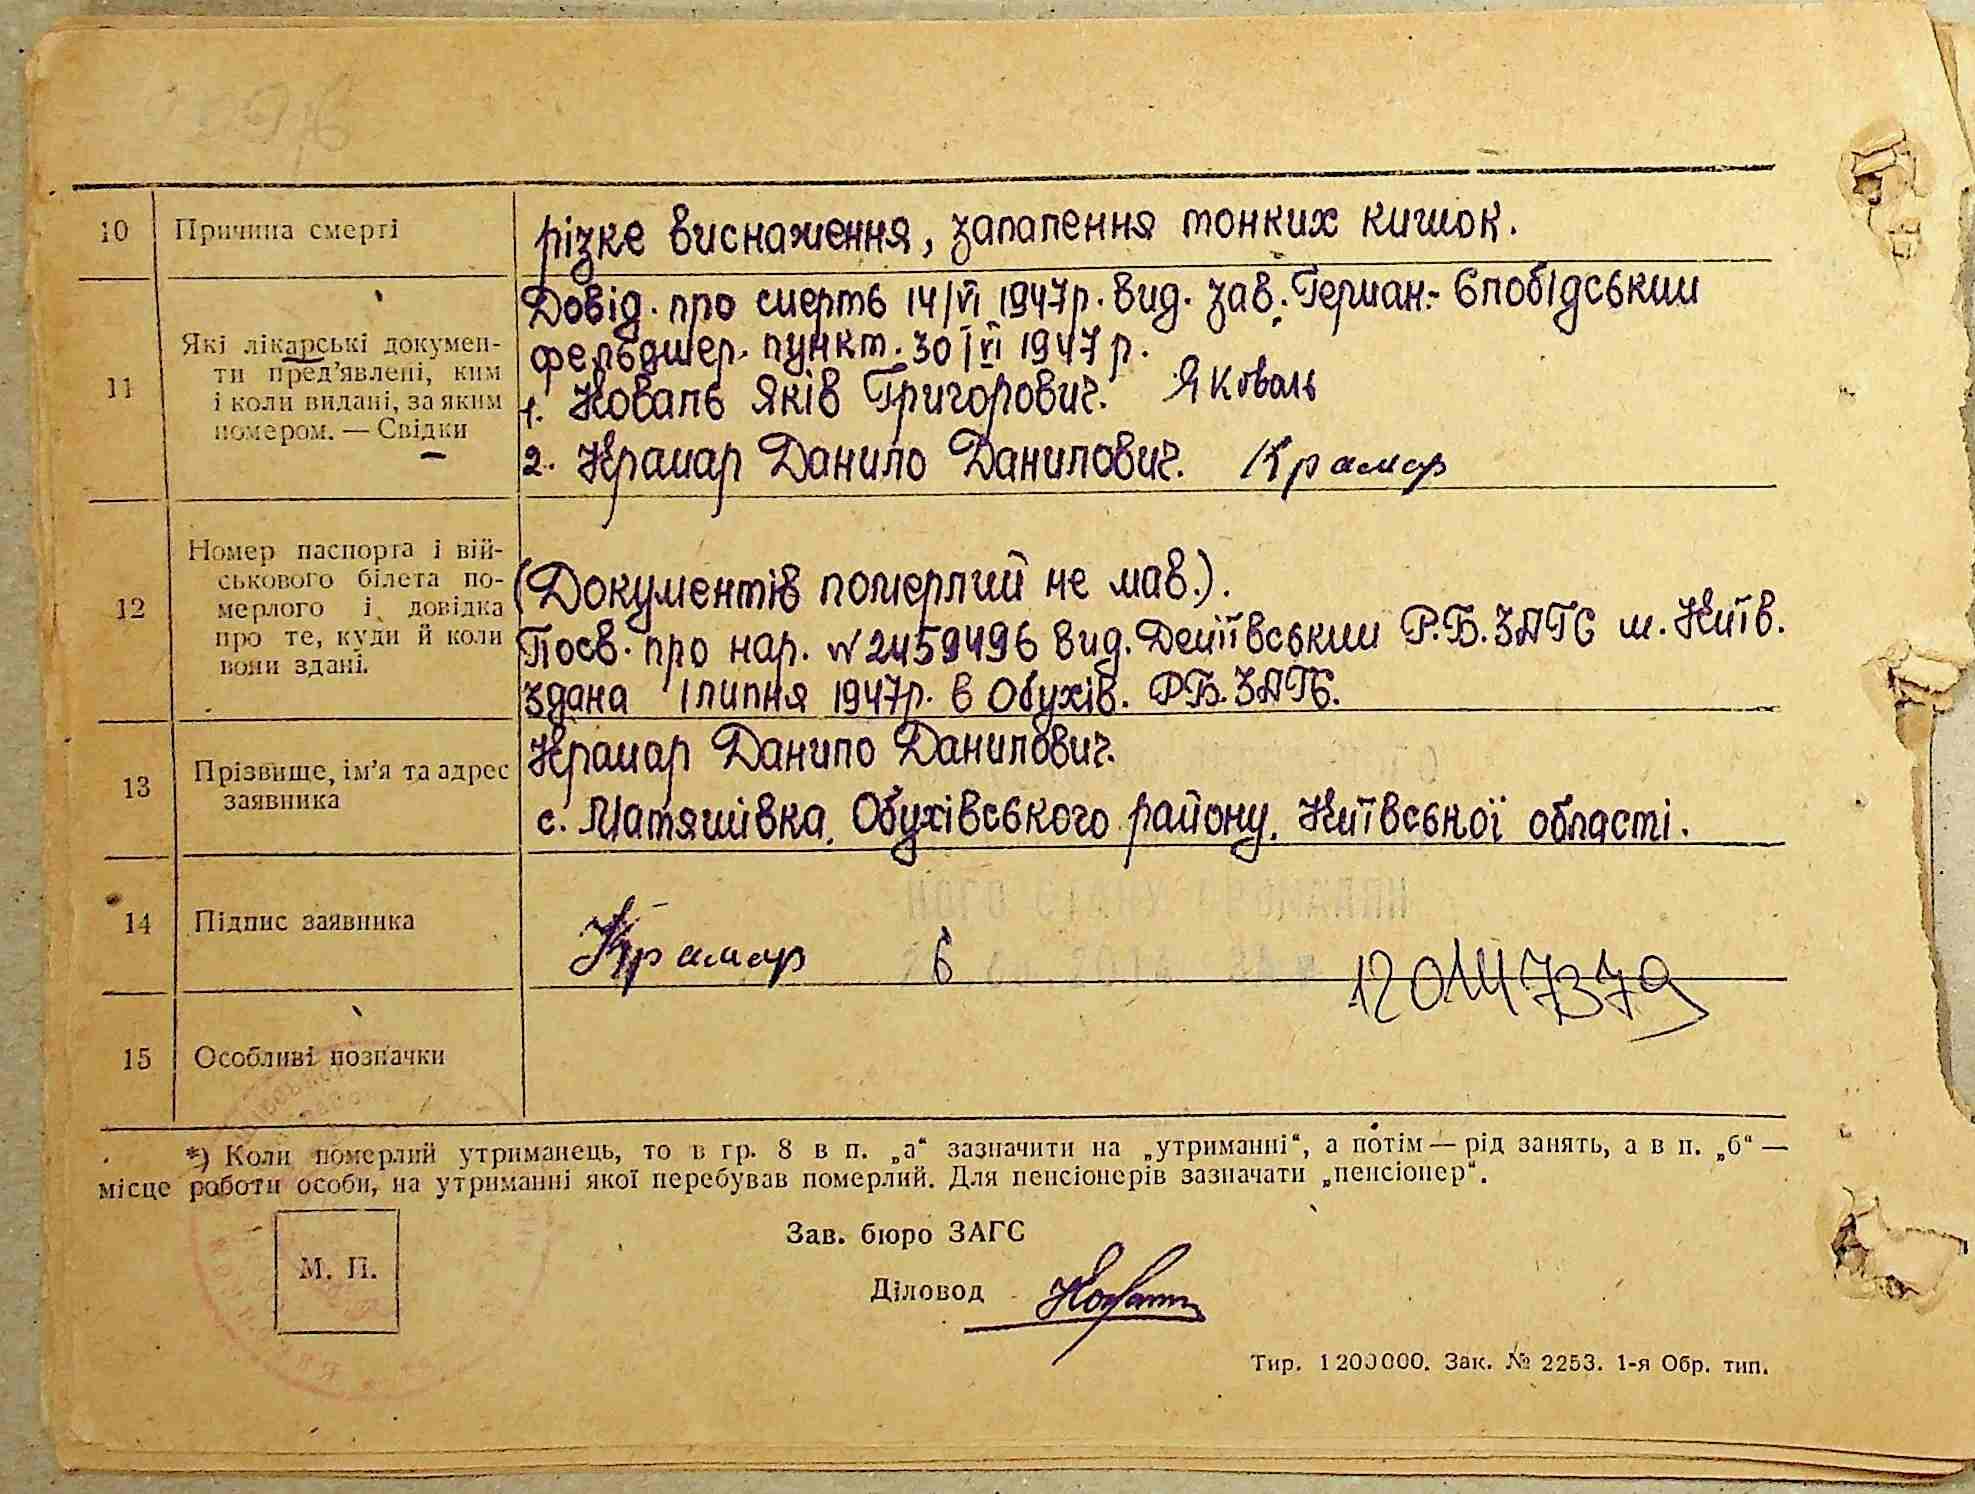 10 Причина смерті
різке виснаження, запалення тонких кишок.
11 Які лікарські докумен-
ти пред'явлені, ким
і коли видані, за яким
номером. — Свідки
Довід. про смерть 14/VI 1947р. вид. зав. Герман.- Слобідський
фельдшер. пункт. 30/VI 1947 р.
1. Коваль Яків Григорович. Я Коваль
2. Крамар Данило Данилович. Крамар
12 Номер паспорта і вій-
ськового білета по-
мерлого і довідка
про те, куди й коли
вони здані.
(Документів померлий не мав.).
Посв. про нар. № 2459496 вид. Деміївський Р.Б.ЗАГС м. Київ.
здана 1 липня 1947р. в Обухів. РБ.ЗАГС.
13 Прізвище, ім'я та адрес
заявника
Крамар Данило Данилович.
с. Матяшівка, Обухівського району, Київської області.
14 Підпис заявника
Крамар 6 120147379
15 Особливі позначки
*) Коли померлий утриманець, то в гр. 8 в п. „а“ зазначити на „утриманні“, а потім — рід занять, а в п. „б“ —
місце роботи особи, на утриманні якої перебував померлий. Для пенсіонерів зазначати „пенсіонер“.
М. П.
Зав. бюро ЗАГС
Діловод
Тир. 1200000. Зак. № 2253. 1-я Обр. тип.